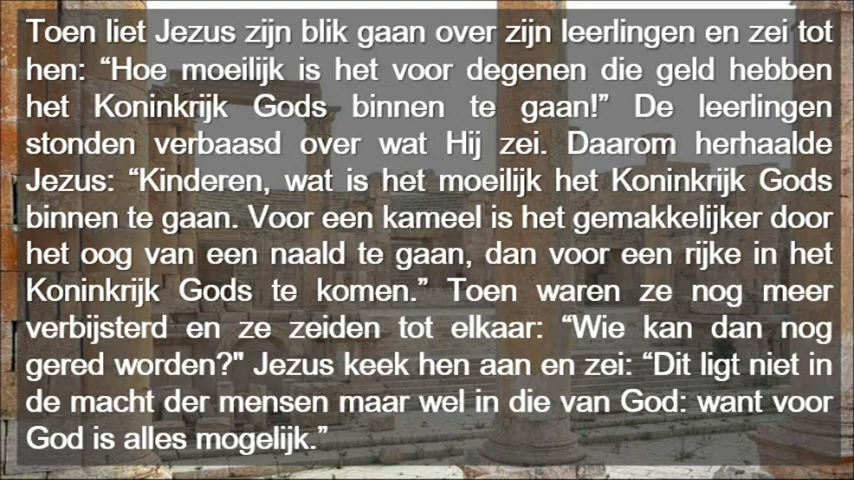 Toen liet Jezus zijn blik gaan over zijn leerlingen en zei tot
hen: “Hoe moeilijk is het voor degenen die geld hebben
het Koninkrijk Gods binnen te gaan!” De leerlingen
stonden verbaasd over wat Hij zei. Daarom herhaalde
Jezus: “Kinderen, wat is het moeilijk het Koninkrijk Gods
binnen te gaan. Voor een kameel is het gemakkelijker door
het oog van een naald te gaan, dan voor een rijke in het
Koninkrijk Gods te komen.” Toen waren ze nog meer
verbijsterd en ze zeiden tot elkaar: “Wie kan dan nog
gered worden?" Jezus keek hen aan en zei: “Dit ligt niet in
de macht der mensen maar wel in die van God: want voor
God is alles mogelijk.”